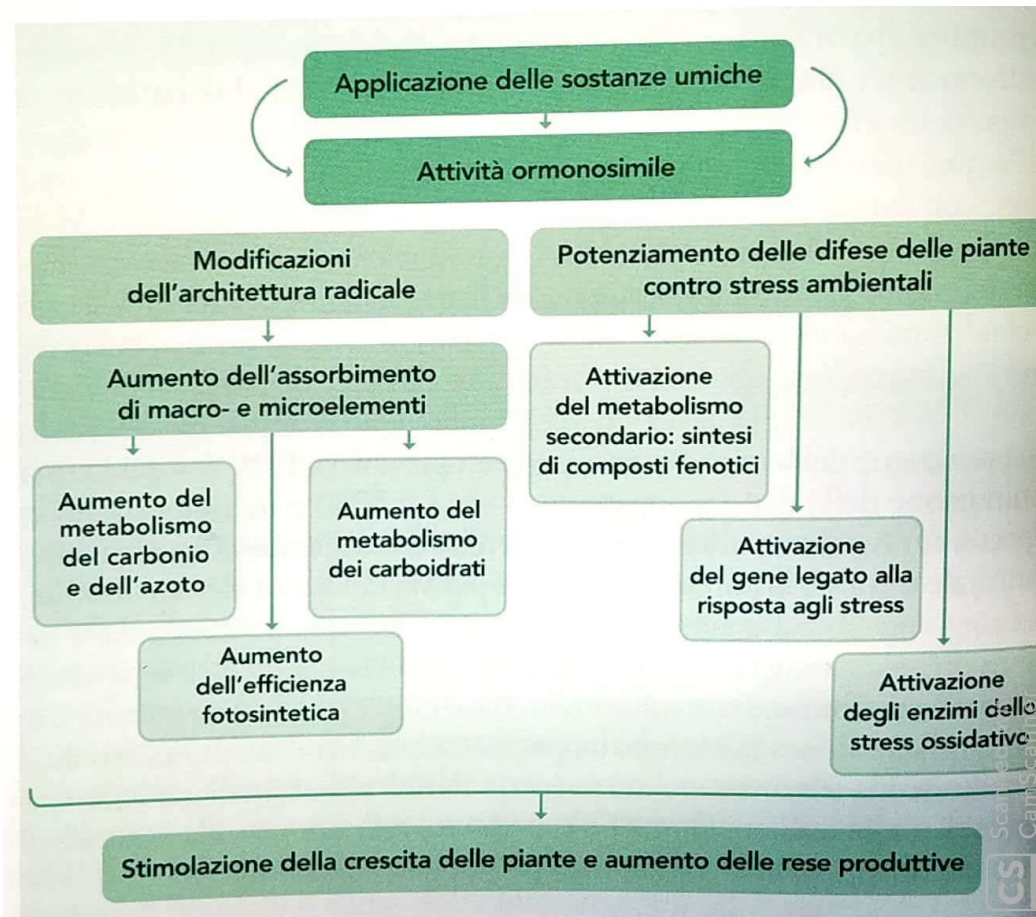 Applicazione delle sostanze umiche
Attività ormonosimile
Modificazioni
dell'architettura radicale
Aumento dell'assorbimento
di macro- e microelementi
Aumento del
metabolismo
del carbonio
e dell'azoto
Aumento del
metabolismo
dei carboidrati
Aumento
dell'efficienza
fotosintetica
Potenziamento delle difese delle piante
contro stress ambientali
Attivazione
del metabolismo
secondario: sintesi
di composti fenotici
Attivazione
del gene legato alla
risposta agli stress
Attivazione
degli enzimi dello
stress ossidativo
Stimolazione della crescita delle piante e aumento delle rese produttive
CS